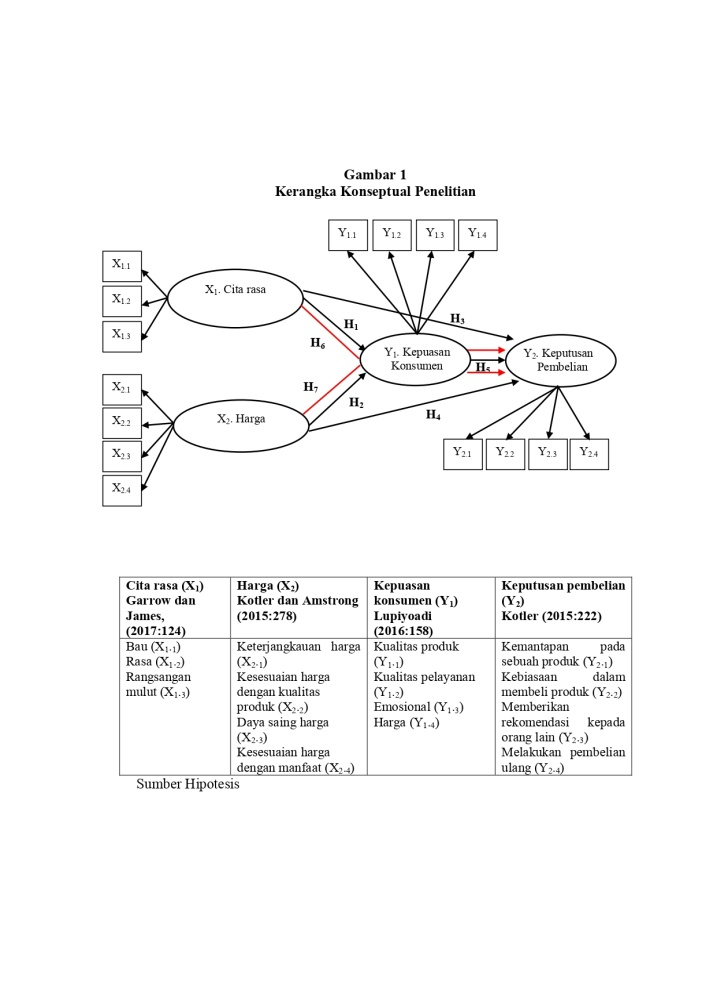 Gambar 1
Kerangka Konseptual Penelitian
Y1.1 Y1.2 Y1.3 Y1.4
X1.1
X1.2
X1.3
X1. Cita rasa
H1
H3
H6
Y1. Kepuasan
Konsumen
H5
Y2. Keputusan
Pembelian
H7
H2
H4
X2.1
X2.2
X2.3
X2.4
X2. Harga
Y2.1 Y2.2 Y2.3 Y2.4
Cita rasa (X1)
Garrow dan
James,
(2017:124)
Harga (X2)
Kotler dan Amstrong
(2015:278)
Kepuasan
konsumen (Y1)
Lupiyoadi
(2016:158)
Keputusan pembelian
(Y2)
Kotler (2015:222)
Bau (X1.1)
Rasa (X1.2)
Rangsangan
mulut (X1.3)
Keterjangkauan harga
(X2.1)
Kesesuaian harga
dengan kualitas
produk (X2.2)
Daya saing harga
(X2.3)
Kesesuaian harga
dengan manfaat (X2.4)
Kualitas produk
(Y1.1)
Kualitas pelayanan
(Y1.2)
Emosional (Y1.3)
Harga (Y1.4)
Kemantapan pada
sebuah produk (Y2.1)
Kebiasaan dalam
membeli produk (Y2.2)
Memberikan
rekomendasi kepada
orang lain (Y2.3)
Melakukan pembelian
ulang (Y2.4)
Sumber Hipotesis